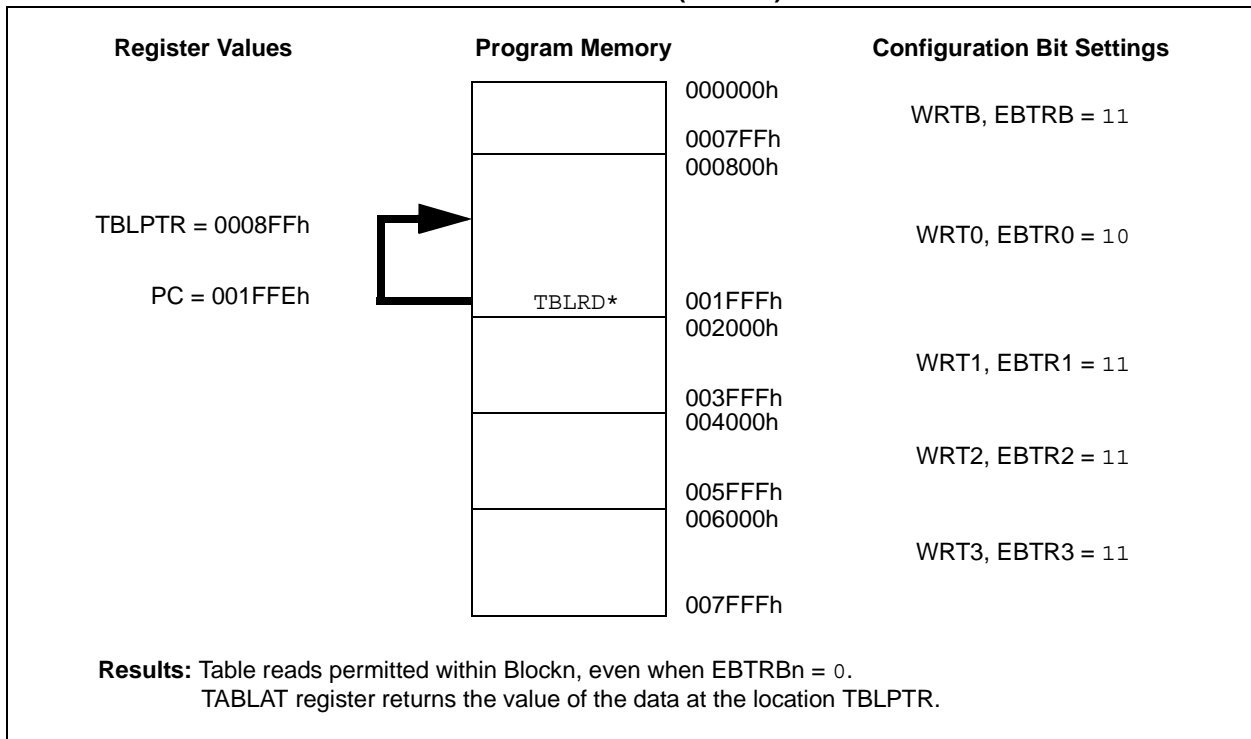 Register Values Program Memory Configuration Bit Settings
000000h
WRTB, EBTRB = 11
0007FFh
000800h
TBLPTR = 0008FFh
WRT0, EBTR0 = 10
PC = 001FFEh
TBLRD* 001FFFh
002000h
WRT1, EBTR1 = 11
003FFFh
004000h
WRT2, EBTR2 = 11
005FFFh
006000h
WRT3, EBTR3 = 11
007FFFh
Results: Table reads permitted within Blockn, even when EBTRBn = 0.
TABLAT register returns the value of the data at the location TBLPTR.